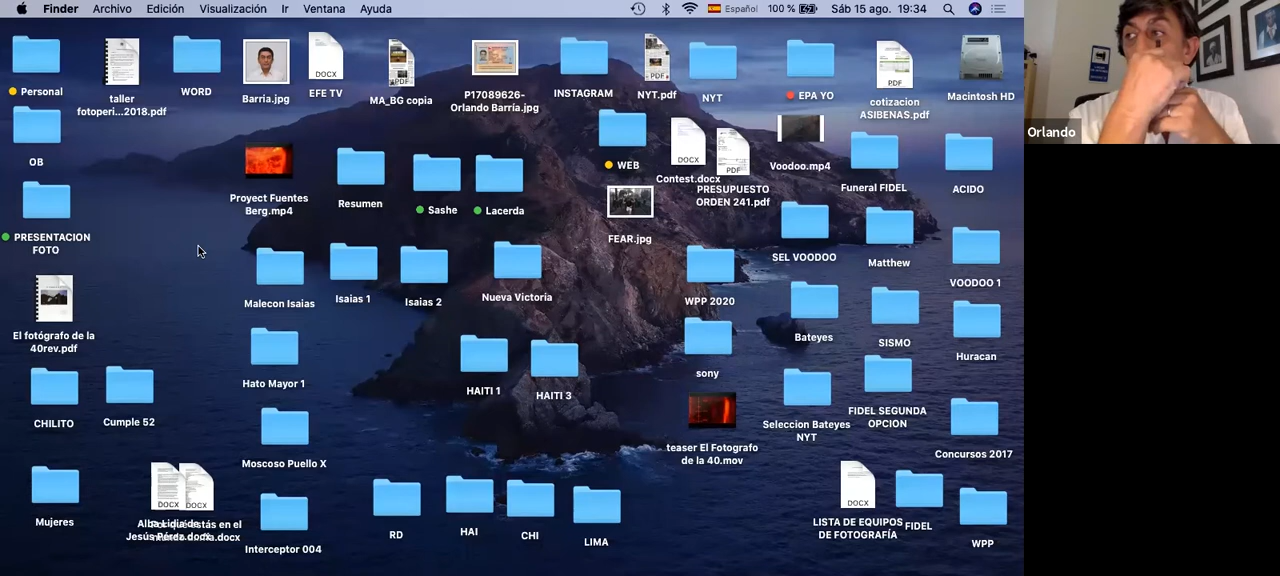 Finder Archivo Edición Visualización Ir Ventana Ayuda
Español 100 % Sáb 15 ago. 19:34
Personal
taller
fotoperi...2018.pdf
WORD
Barria.jpg
DOCX
EFE TV
PDF
MA_BG copia
P17089626-
Orlando Barría.jpg
INSTAGRAM
PDF
NYT.pdf
NYT
EPA YO
PDF
cotizacion
ASIBENAS.pdf
Macintosh HD
Orlando
OB
Proyect Fuentes
Berg.mp4
Resumen
Sashe
Lacerda
WEB
DOCX
Contest.docx
PDF
PRESUPUESTO
ORDEN 241.pdf
Voodoo.mp4
Funeral FIDEL
ACIDO
PRESENTACION
FOTO
FEAR.jpg
SEL VOODOO
Matthew
VOODOO 1
Malecon Isaias
Isaias 1
Isaias 2
Nueva Victoria
WPP 2020
Bateyes
SISMO
Huracan
El fotógrafo de la
40rev.pdf
Hato Mayor 1
HAITI 1
HAITI 3
sony
CHILITO
Cumple 52
Moscoso Puello X
teaser El Fotografo
de la 40.mov
Seleccion Bateyes
NYT
FIDEL SEGUNDA
OPCION
Concursos 2017
Mujeres
DOCX
DOCX
Jesús Pérez.docx
Interceptor 004
RD
HAI
CHI
LIMA
DOCX
LISTA DE EQUIPOS
DE FOTOGRAFÍA
FIDEL
WPP